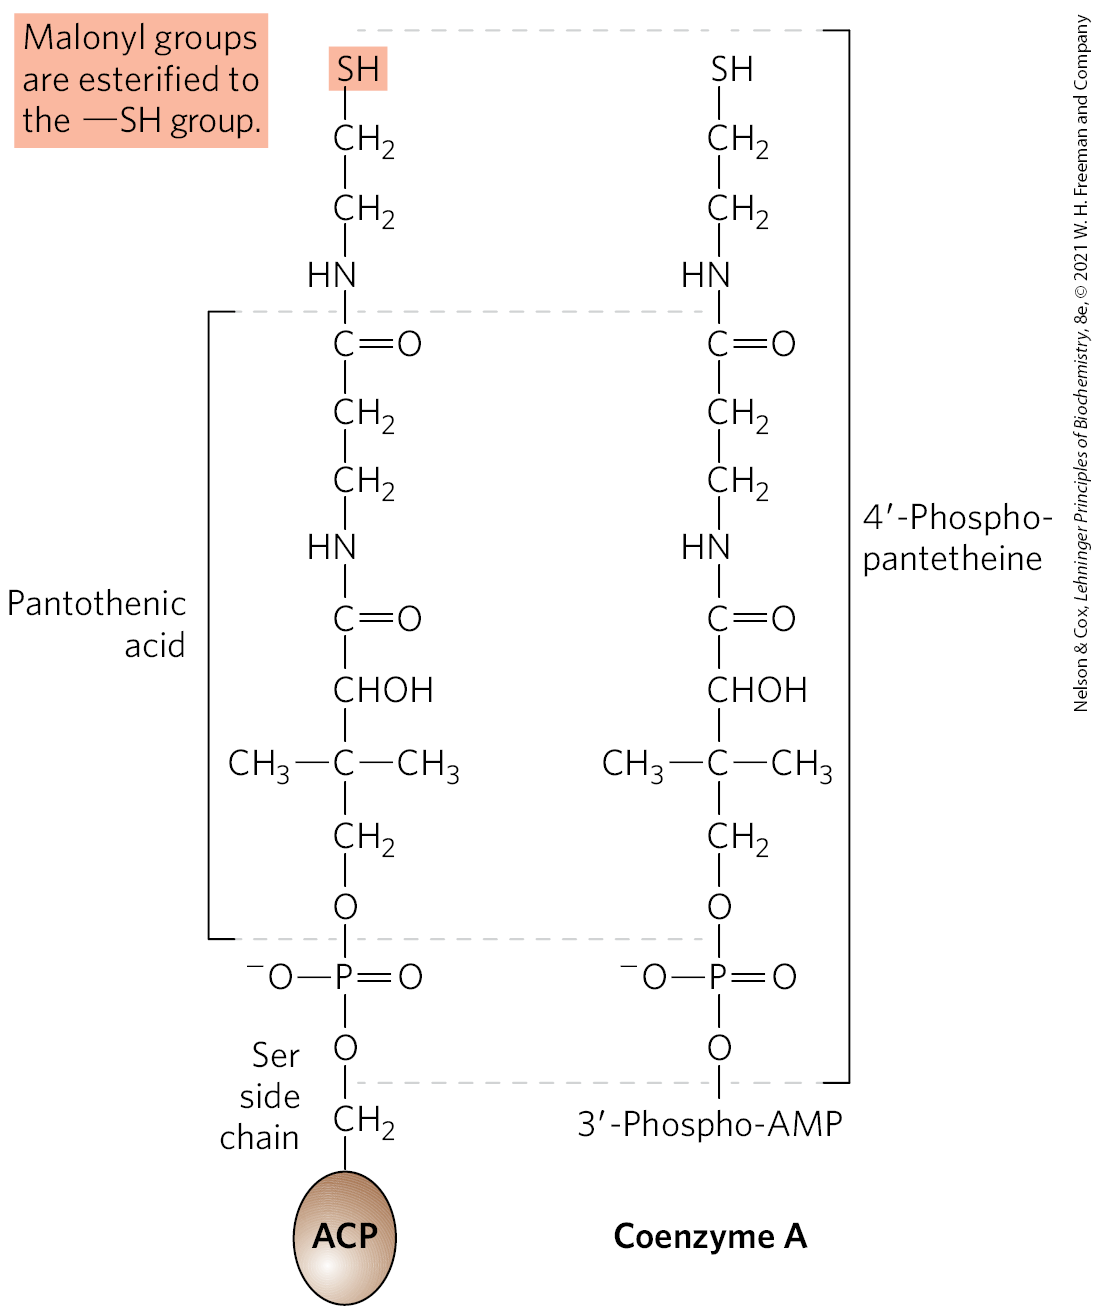 Malonyl groups
are esterified to
the —SH group.
SH
CH₂
CH₂
HN
C=O
CH₂
CH₂
HN
C=O
CHOH
CH₃—C—CH₃
CH₂
O
⁻O—P=O
O
CH₂
Ser
side
chain
ACP
Pantothenic
acid
SH
CH₂
CH₂
HN
C=O
CH₂
CH₂
HN
C=O
CHOH
CH₃—C—CH₃
CH₂
O
⁻O—P=O
O
3′-Phospho-AMP
Coenzyme A
4′-Phospho-
pantetheine
Nelson & Cox, Lehninger Principles of Biochemistry, 8e, © 2021 W. H. Freeman and Company